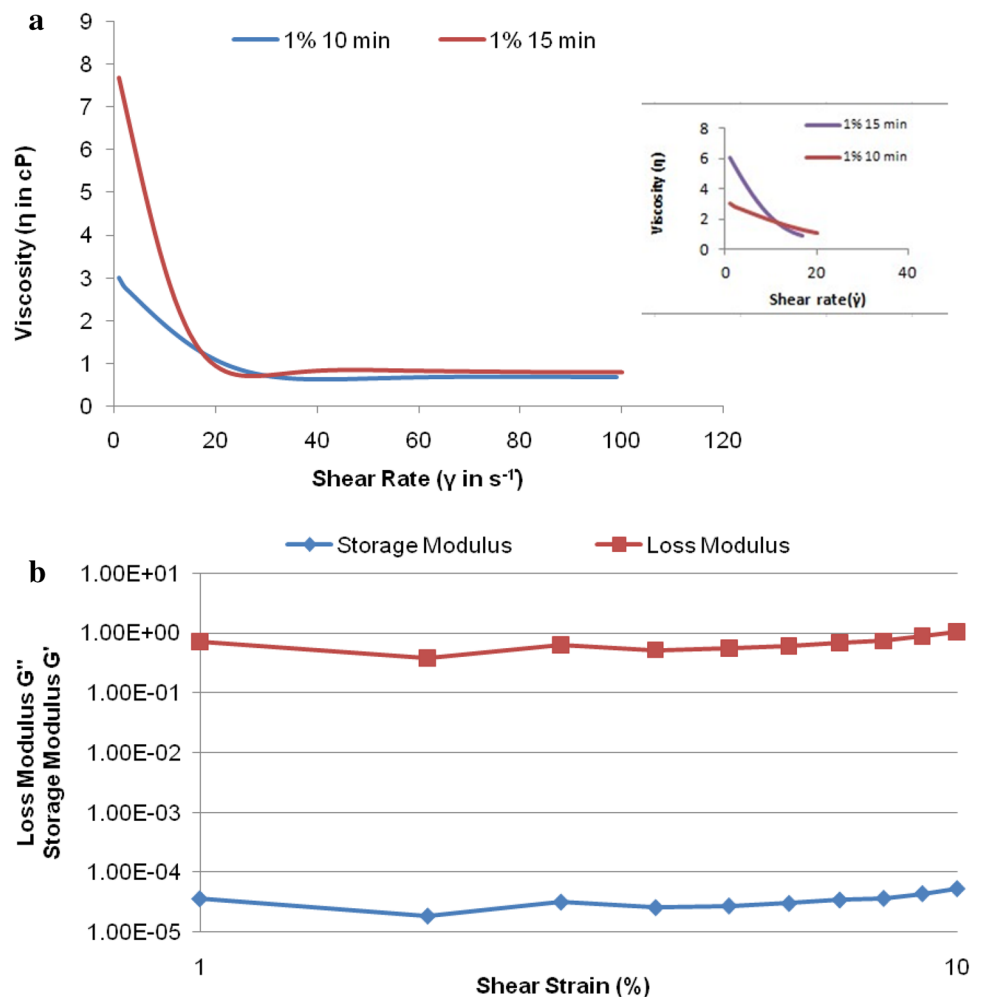 a
1% 10 min
1% 15 min
9
8
7
6
5
4
3
2
1
0
Viscosity (η in cP)
0 20 40 60 80 100 120
Shear Rate (γ in s⁻¹)
1% 15 min
1% 10 min
8
6
4
2
0
Viscosity (η)
0 20 40
Shear rate(γ̇)
b
Storage Modulus
Loss Modulus
1.00E+01
1.00E+00
1.00E-01
1.00E-02
1.00E-03
1.00E-04
1.00E-05
Loss Modulus G"
Storage Modulus G'
1 10
Shear Strain (%)